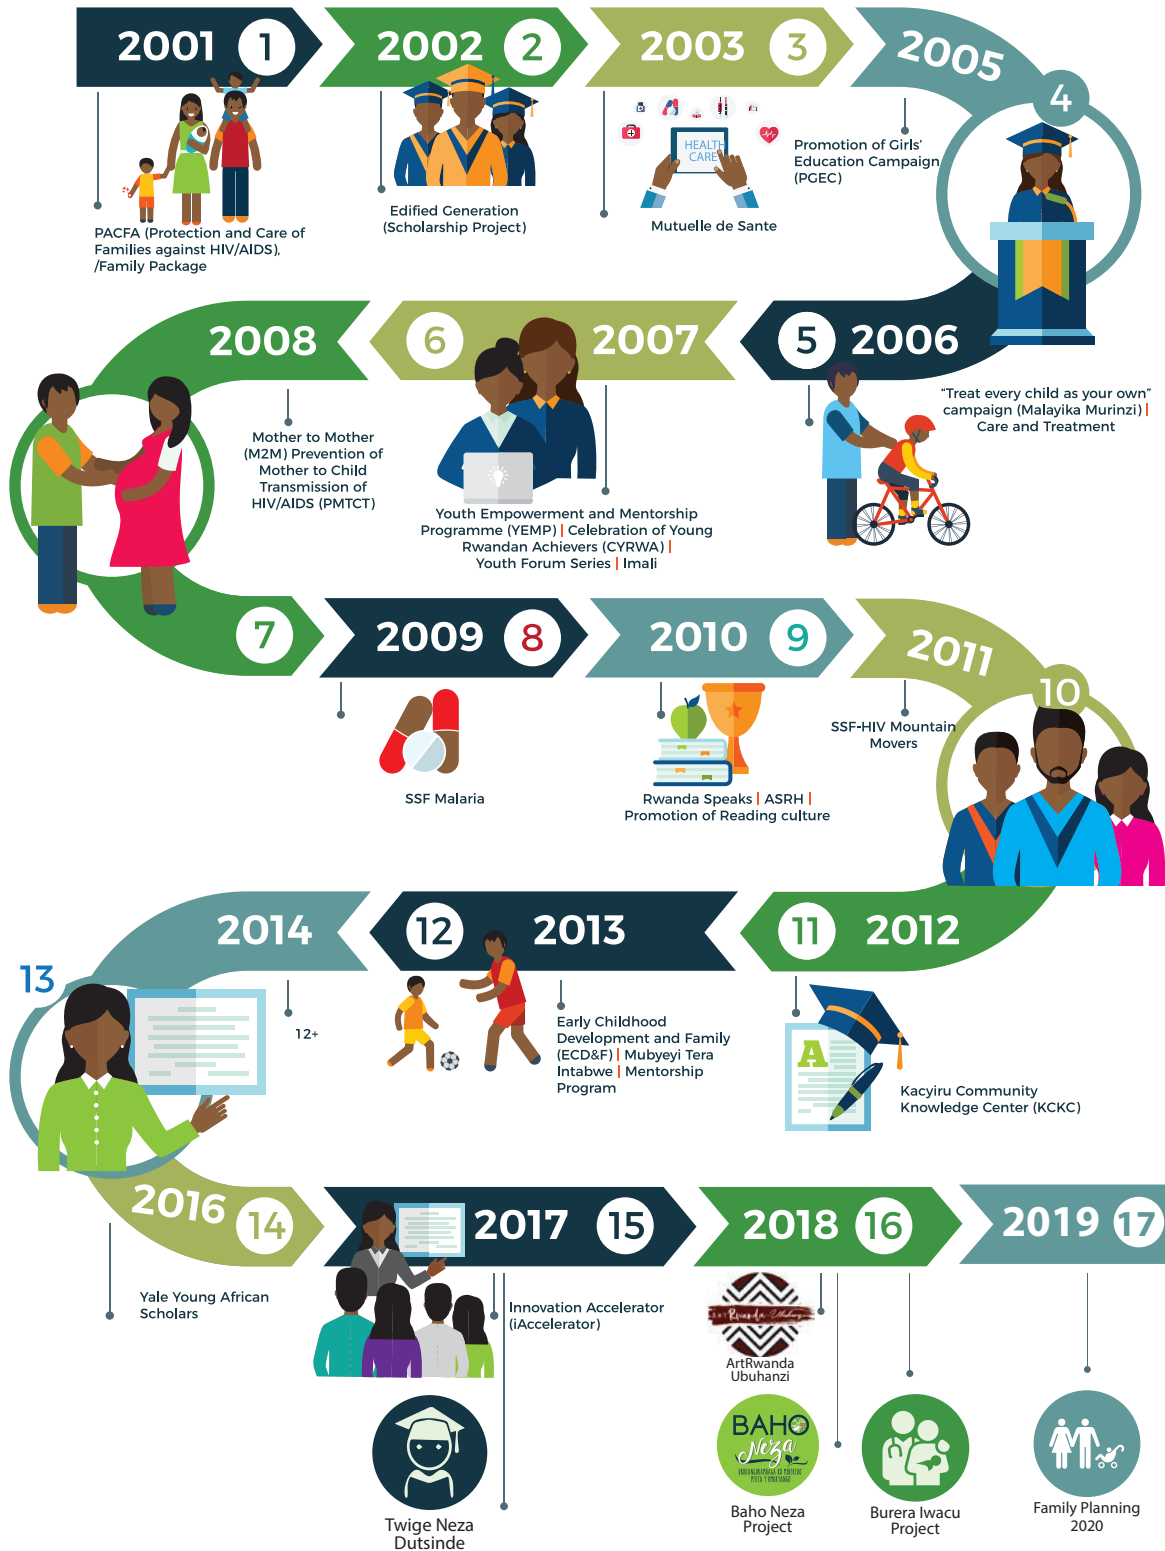 2001 1
2002 2
2003 3
2005
4
HEALTH
CARE
PACFA (Protection and Care of
Families against HIV/AIDS),
/Family Package
Edified Generation
(Scholarship Project)
Mutuelle de Sante
Promotion of Girls'
Education Campaign
(PGEC)
5 2006
"Treat every child as your own"
campaign (Malayika Murinzi) |
Care and Treatment
6 2007
Youth Empowerment and Mentorship
Programme (YEMP) | Celebration of Young
Rwandan Achievers (CYRWA) |
Youth Forum Series | Imali
2008
Mother to Mother
(M2M) Prevention of
Mother to Child
Transmission of
HIV/AIDS (PMTCT)
7
2009 8
SSF Malaria
2010 9
Rwanda Speaks | ASRH |
Promotion of Reading culture
2011
10
SSF-HIV Mountain
Movers
11 2012
A
Kacyiru Community
Knowledge Center (KCKC)
12 2013
Early Childhood
Development and Family
(ECD&F) | Mubyeyi Tera
Intabwe | Mentorship
Program
2014
13
12+
2016 14
Yale Young African
Scholars
2017 15
Innovation Accelerator
(iAccelerator)
Twige Neza
Dutsinde
2018 16
ArtRwanda
Ubuhanzi
BAHO
Neza
Baho Neza
Project
Burera Iwacu
Project
2019 17
Family Planning
2020